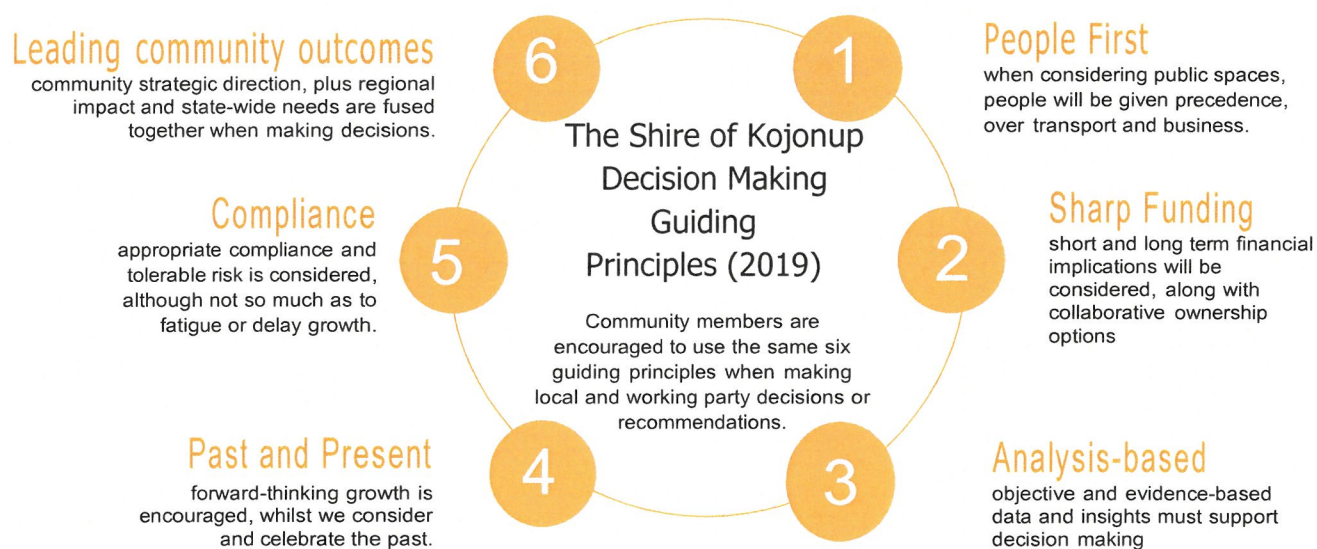 The Shire of Kojonup
Decision Making
Guiding
Principles (2019)
Community members are
encouraged to use the same six
guiding principles when making
local and working party decisions or
recommendations.
1
People First
when considering public spaces,
people will be given precedence,
over transport and business.
2
Sharp Funding
short and long term financial
implications will be
considered, along with
collaborative ownership
options
3
Analysis-based
objective and evidence-based
data and insights must support
decision making
4
Past and Present
forward-thinking growth is
encouraged, whilst we consider
and celebrate the past.
5
Compliance
appropriate compliance and
tolerable risk is considered,
although not so much as to
fatigue or delay growth.
6
Leading community outcomes
community strategic direction, plus regional
impact and state-wide needs are fused
together when making decisions.